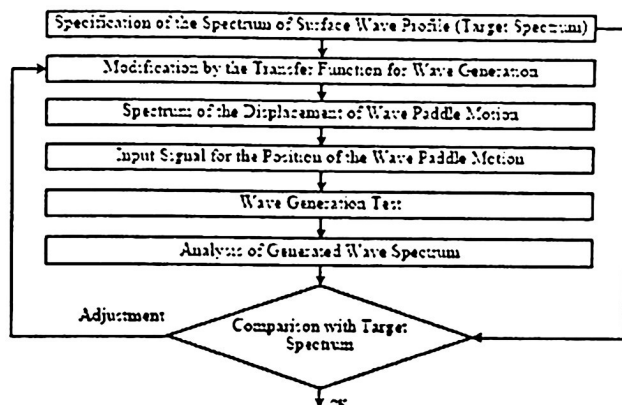 Specification of the Spectrum of Surface Wave Profile (Target Spectrum)
Modification by the Transfer Function for Wave Generation
Spectrum of the Displacement of Wave Paddle Motion
Input Signal for the Position of the Wave Paddle Motion
Wave Generation Test
Analysis of Generated Wave Spectrum
Adjustment
Comparison with Target
Spectrum